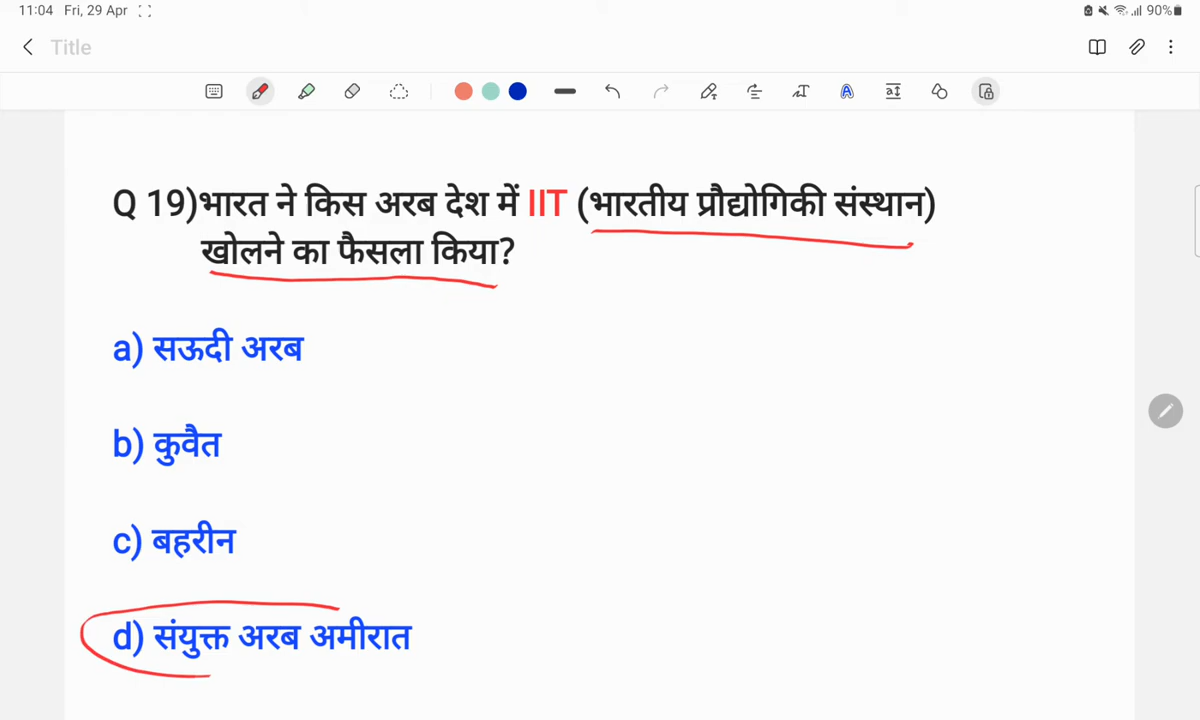 11:04 Fri, 29 Apr 90%
Title
Q 19)भारत ने किस अरब देश में IIT (भारतीय प्रौद्योगिकी संस्थान)
खोलने का फैसला किया?
a) सऊदी अरब
b) कुवैत
c) बहरीन
d) संयुक्त अरब अमीरात